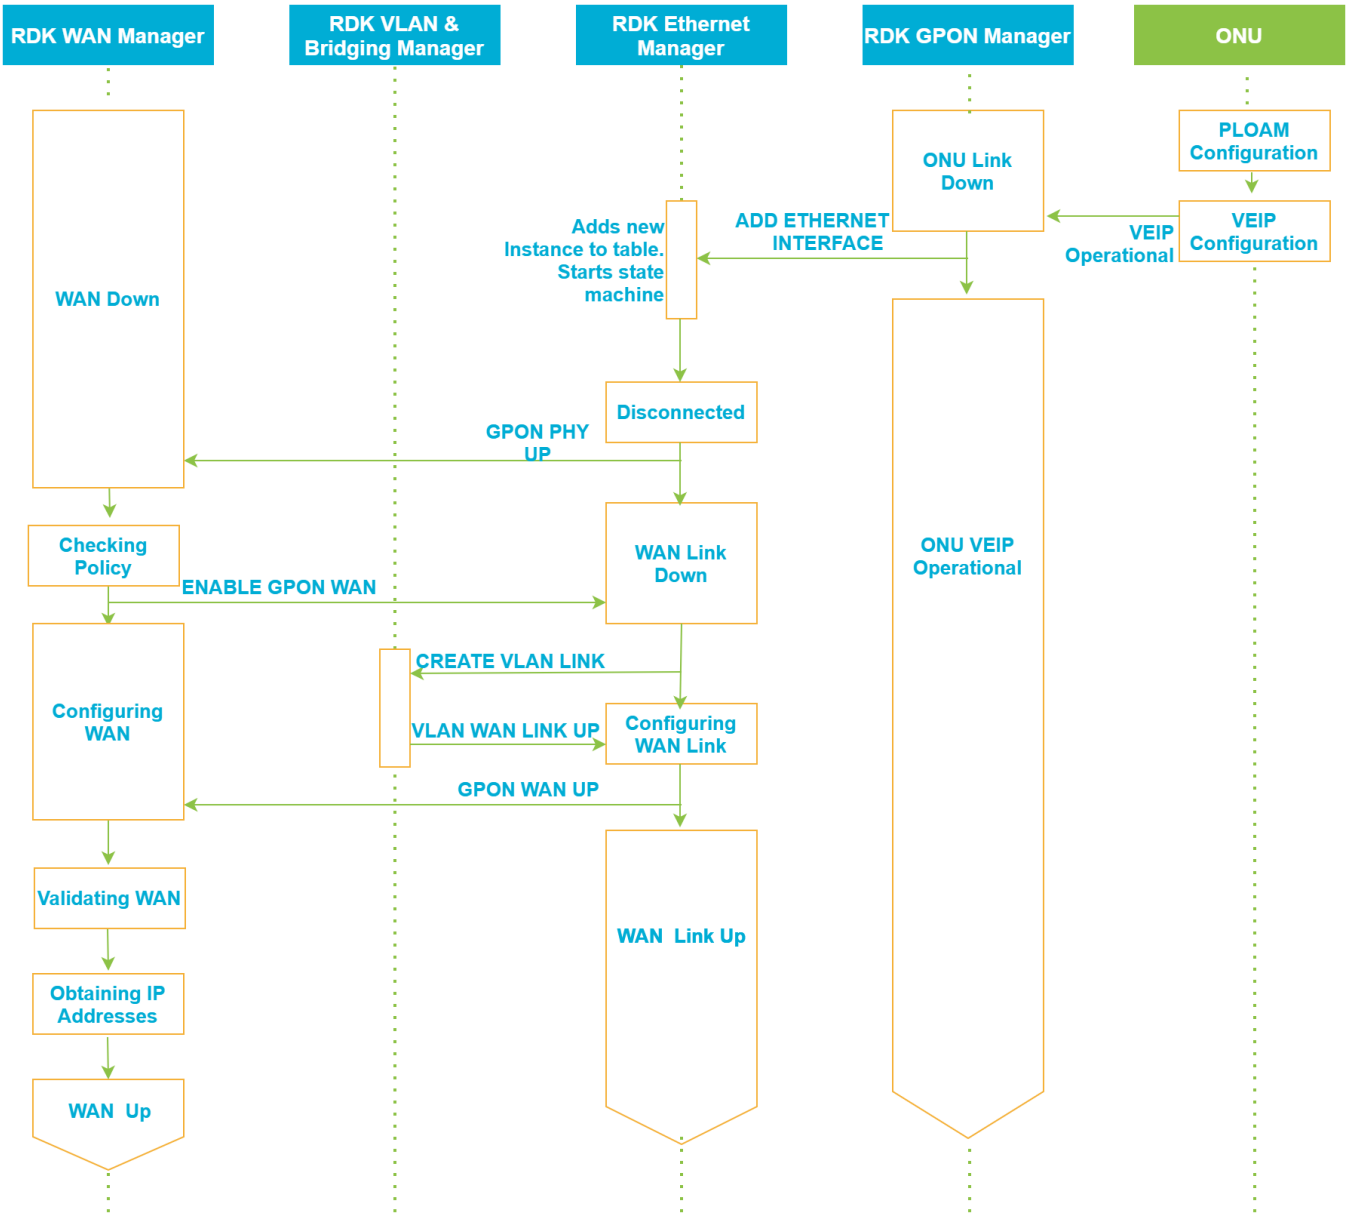 RDK WAN Manager
RDK VLAN &
Bridging Manager
RDK Ethernet
Manager
RDK GPON Manager
ONU
PLOAM
Configuration
ONU Link
Down
VEIP
Configuration
VEIP
Operational
ADD ETHERNET
INTERFACE
Adds new
Instance to table.
Starts state
machine
WAN Down
Disconnected
GPON PHY
UP
Checking
Policy
WAN Link
Down
ONU VEIP
Operational
ENABLE GPON WAN
CREATE VLAN LINK
Configuring
WAN
VLAN WAN LINK UP
Configuring
WAN Link
GPON WAN UP
Validating WAN
WAN  Link Up
Obtaining IP
Addresses
WAN  Up